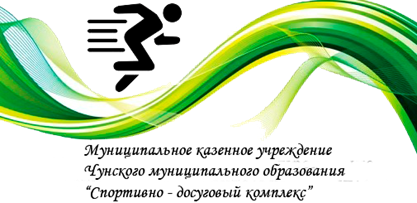 Муниципальное казенное учреждение
Чунского муниципального образования
“Спортивно - досуговый комплекс”